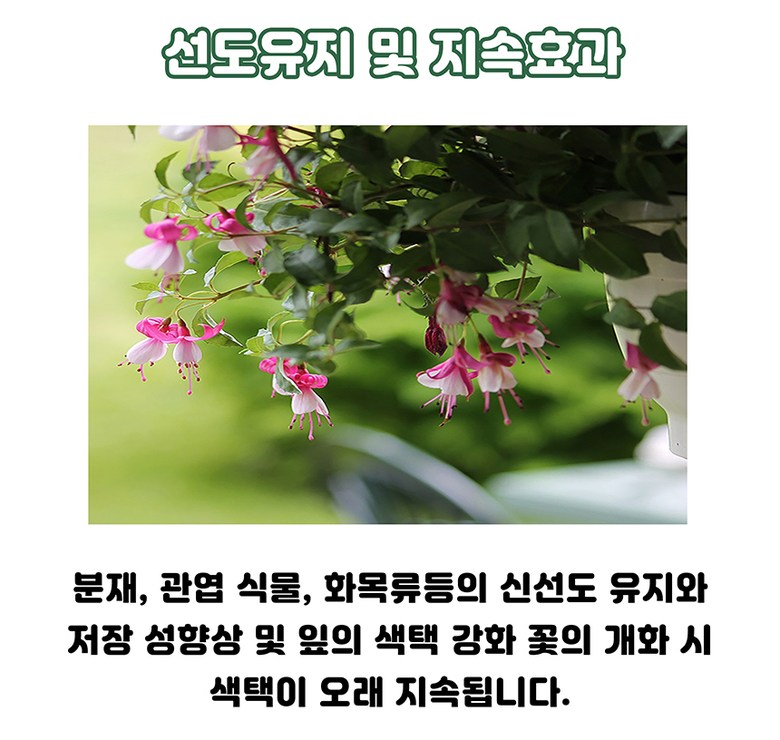 선도유지 및 지속효과
분재, 관엽 식물, 화목류등의 신선도 유지와
저장 성향상 및 잎의 색택 강화 꽃의 개화 시
색택이 오래 지속됩니다.